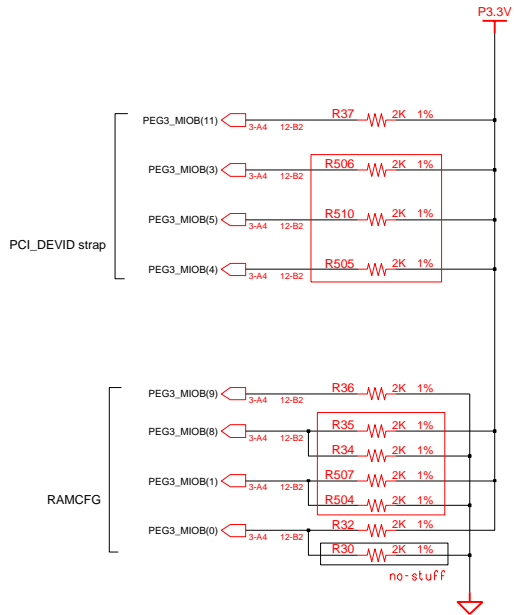 P3.3V
PEG3_MIOB(11) 3-A4 12-B2 R37 2K 1%
PEG3_MIOB(3) 3-A4 12-B2 R506 2K 1%
PEG3_MIOB(5) 3-A4 12-B2 R510 2K 1%
PCI_DEVID strap
PEG3_MIOB(4) 3-A4 12-B2 R505 2K 1%
PEG3_MIOB(9) 3-A4 12-B2 R36 2K 1%
PEG3_MIOB(8) 3-A4 12-B2 R35 2K 1%
R34 2K 1%
PEG3_MIOB(1) 3-A4 12-B2 R507 2K 1%
RAMCFG
R504 2K 1%
PEG3_MIOB(0) 3-A4 12-B2 R32 2K 1%
R30 2K 1%
no-stuff